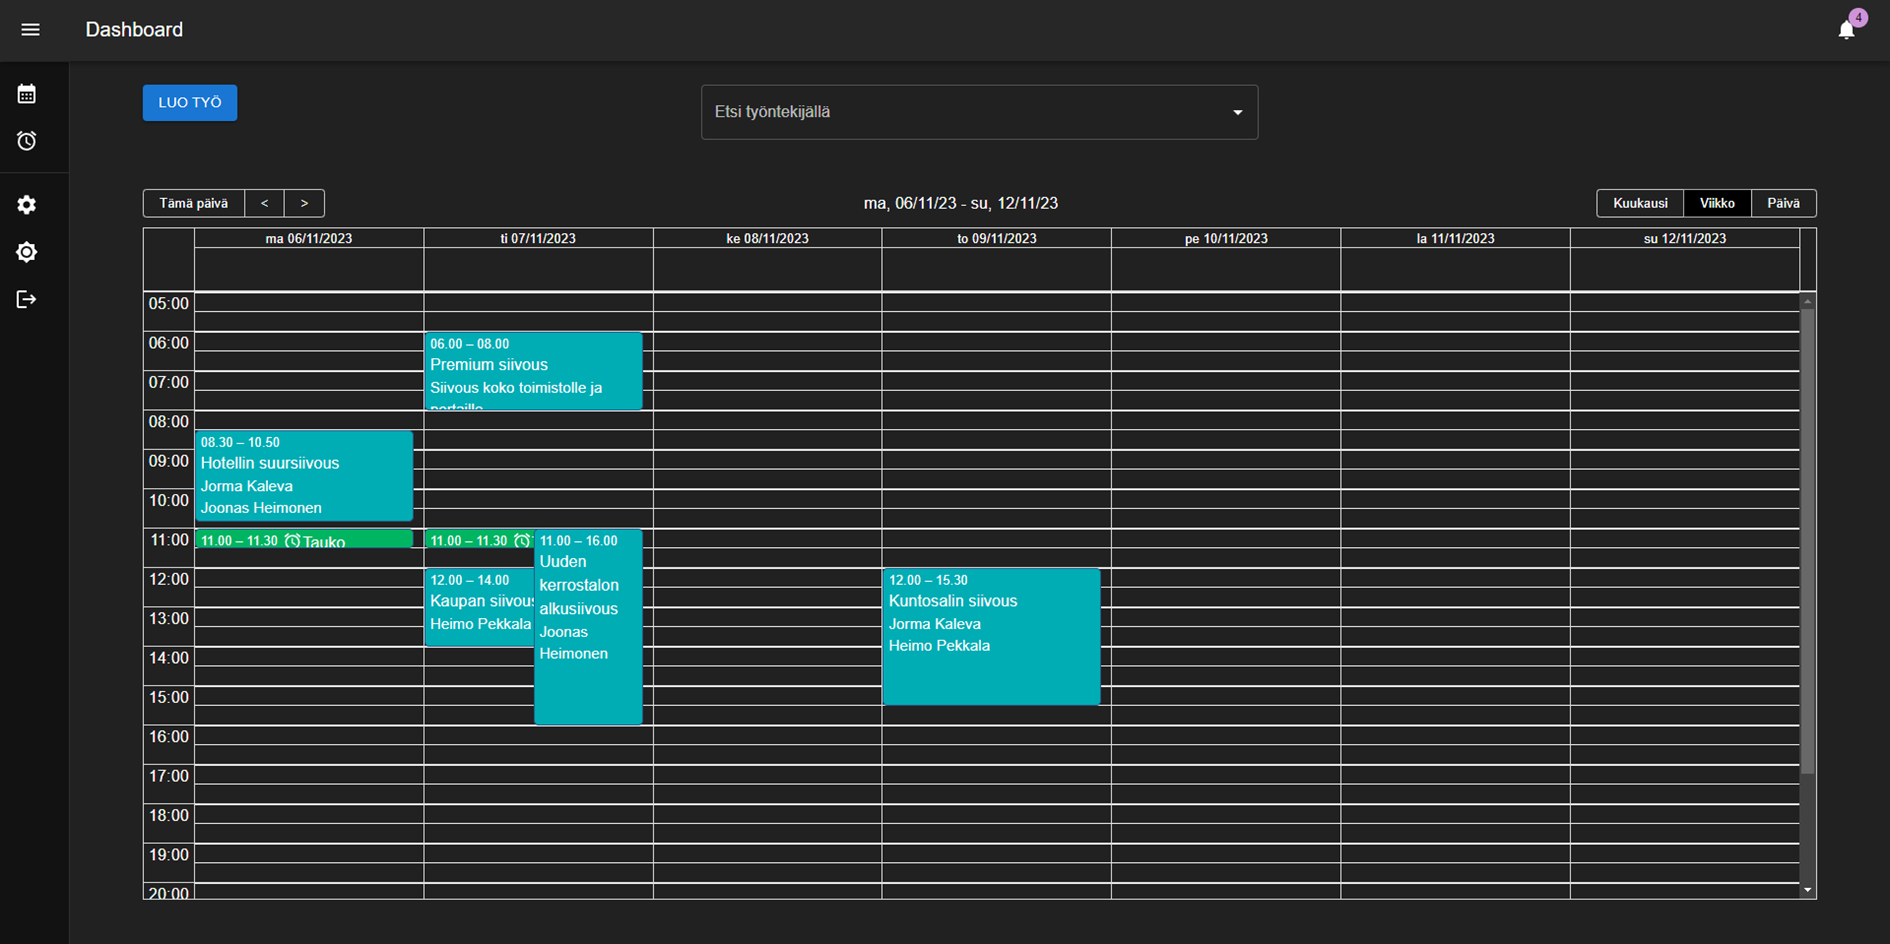 Dashboard
4
LUO TYÖ
Etsi työntekijällä
Tämä päivä
<
>
ma, 06/11/23 - su, 12/11/23
Kuukausi
Viikko
Päivä
ma 06/11/2023
ti 07/11/2023
ke 08/11/2023
to 09/11/2023
pe 10/11/2023
la 11/11/2023
su 12/11/2023
05:00
06:00
07:00
08:00
09:00
10:00
11:00
12:00
13:00
14:00
15:00
16:00
17:00
18:00
19:00
20:00
08.30 – 10.50
Hotellin suursiivous
Jorma Kaleva
Joonas Heimonen
11.00 – 11.30 Tauko
06.00 – 08.00
Premium siivous
Siivous koko toimistolle ja
portaille
11.00 – 11.30
12.00 – 14.00
Kaupan siivous
Heimo Pekkala
11.00 – 16.00
Uuden
kerrostalon
alkusiivous
Joonas
Heimonen
12.00 – 15.30
Kuntosalin siivous
Jorma Kaleva
Heimo Pekkala